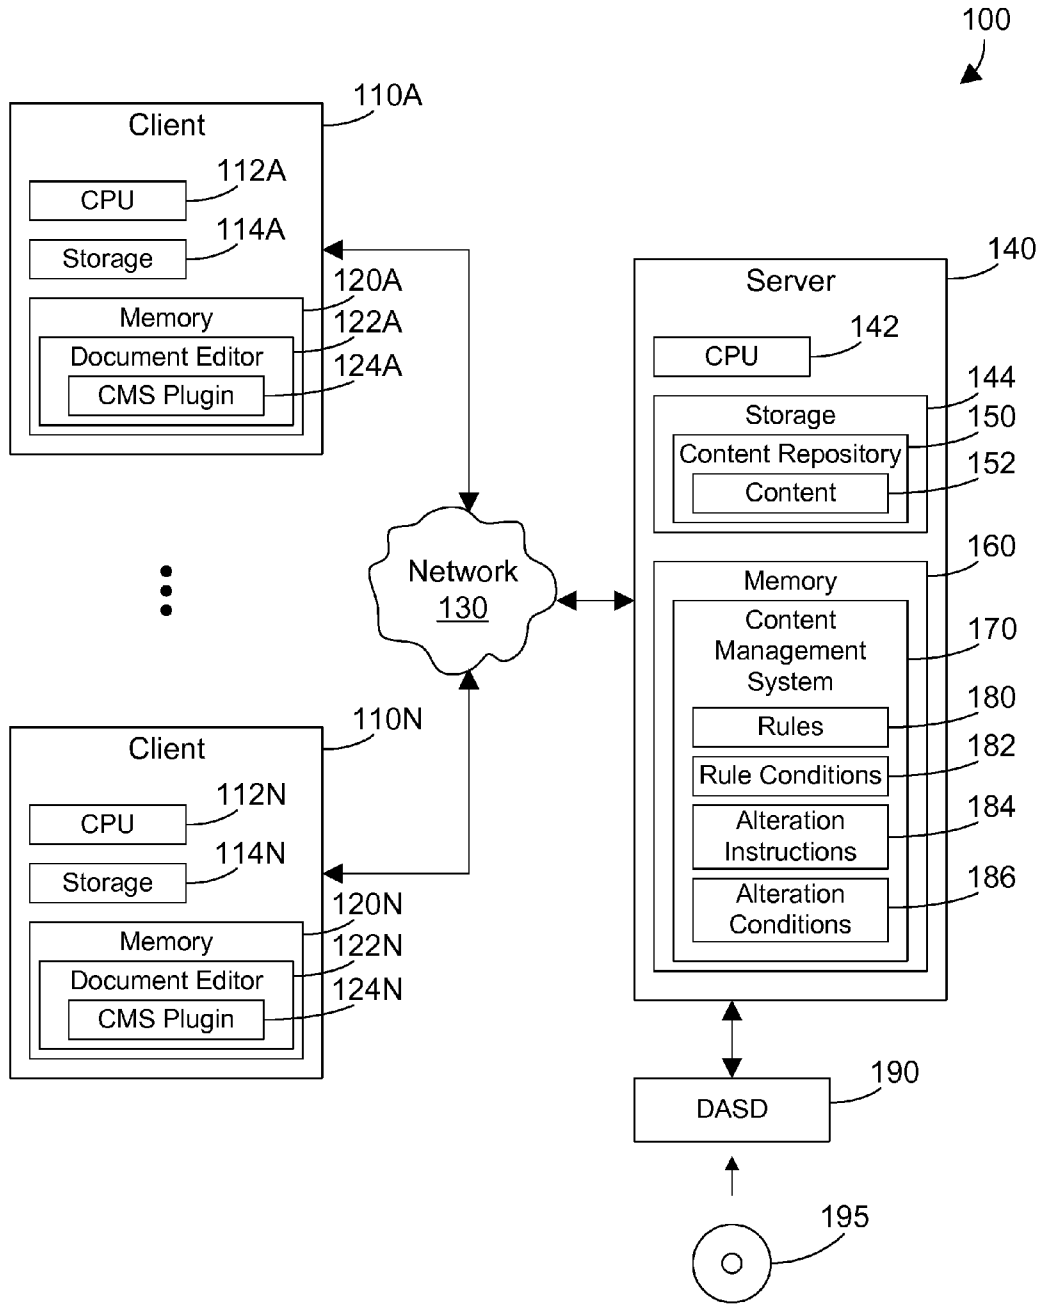 100
110A
Client
112A
CPU
114A
Storage
120A
Memory
122A
Document Editor
124A
CMS Plugin
Network
130
110N
Client
112N
CPU
114N
Storage
120N
Memory
122N
Document Editor
124N
CMS Plugin
140
Server
142
CPU
144
Storage
150
Content Repository
152
Content
160
Memory
170
Content
Management
System
180
Rules
182
Rule Conditions
184
Alteration
Instructions
186
Alteration
Conditions
190
DASD
195